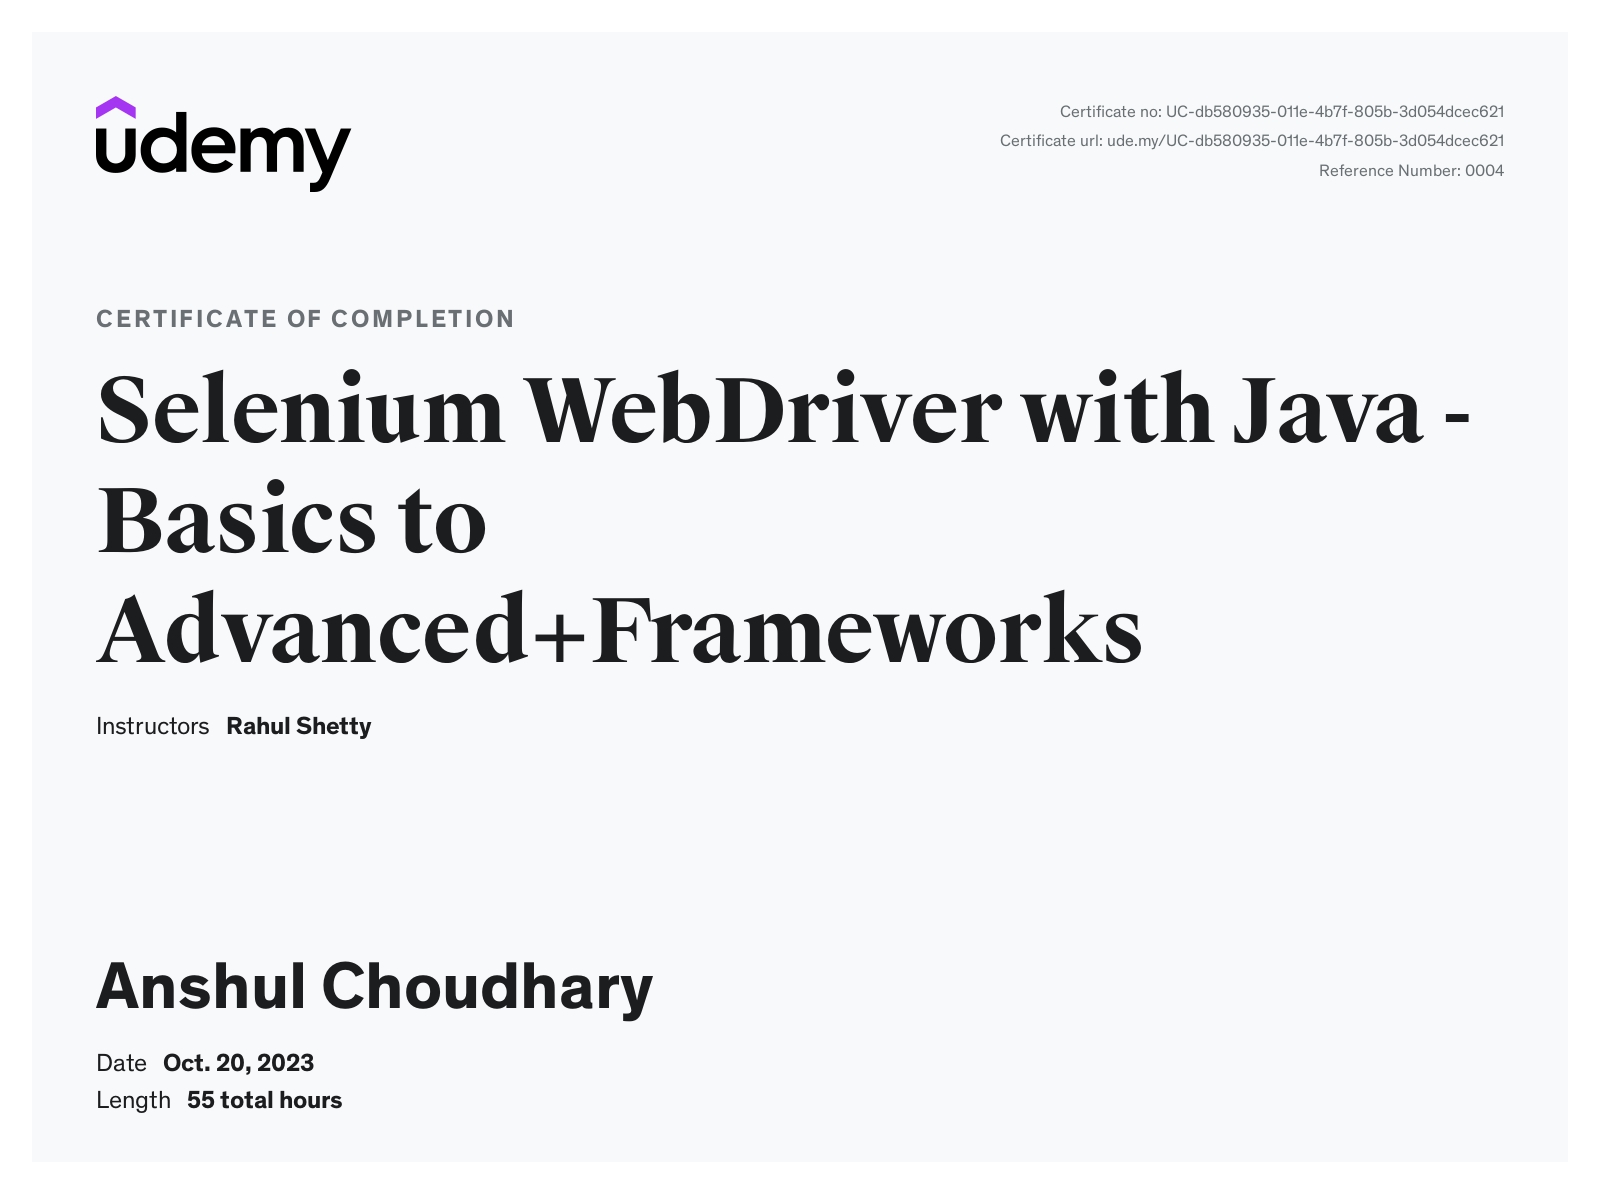 udemy
Certificate no: UC-db580935-011e-4b7f-805b-3d054dcec621
Certificate url: ude.my/UC-db580935-011e-4b7f-805b-3d054dcec621
Reference Number: 0004
CERTIFICATE OF COMPLETION
Selenium WebDriver with Java -
Basics to
Advanced+Frameworks
Instructors Rahul Shetty
Anshul Choudhary
Date Oct. 20, 2023
Length 55 total hours